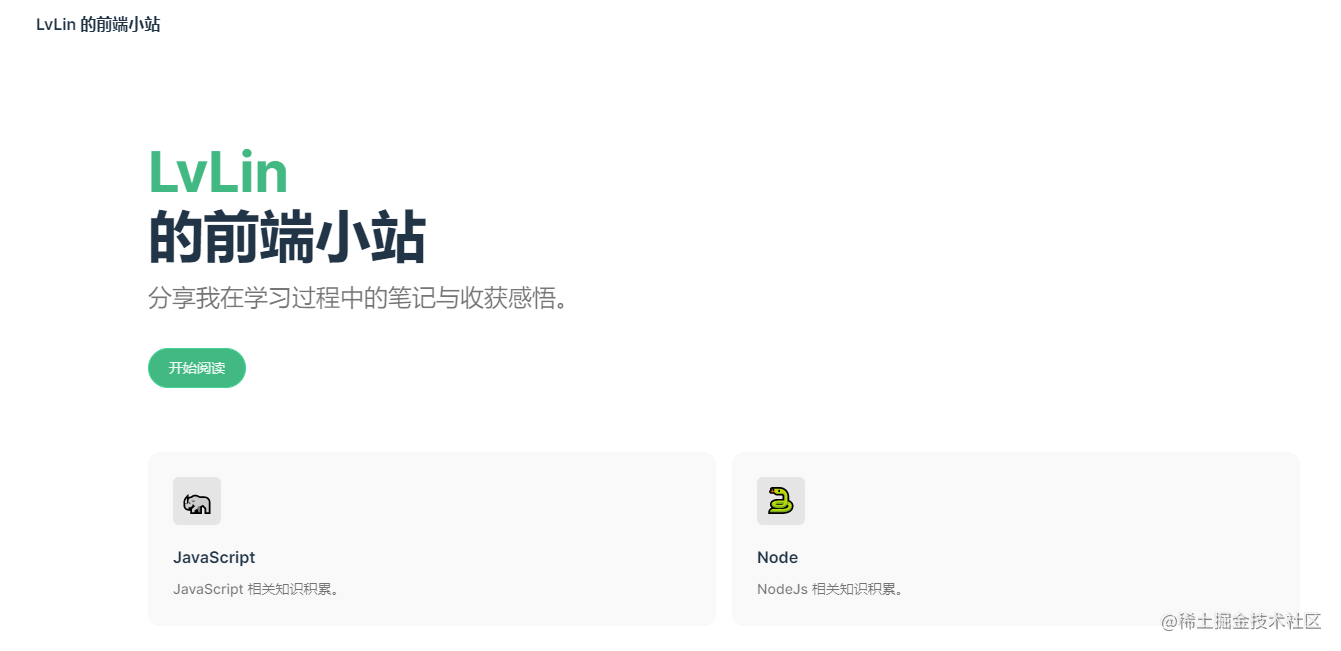 LvLin 的前端小站
LvLin
的前端小站
分享我在学习过程中的笔记与收获感悟。
开始阅读
JavaScript
JavaScript 相关知识积累。
Node
NodeJs 相关知识积累。
@稀土掘金技术社区